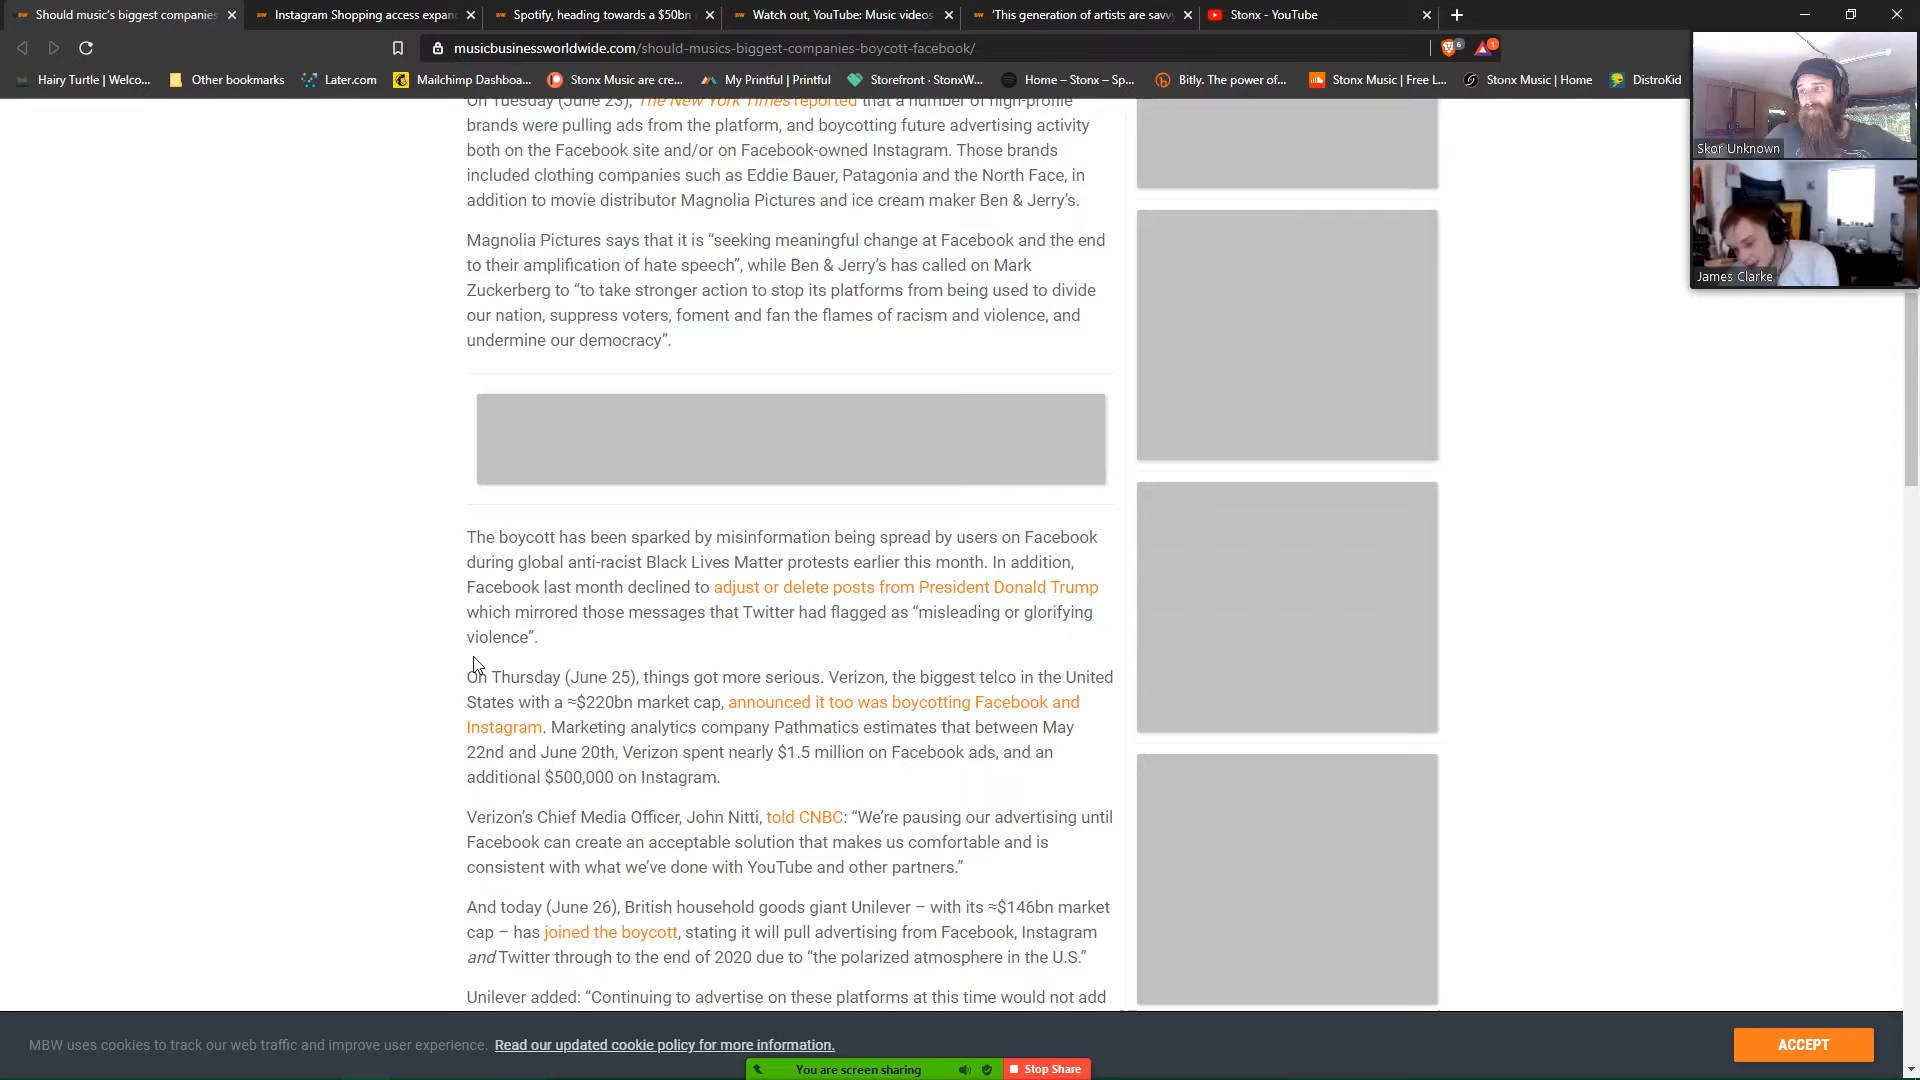 Should music's biggest companies
Instagram Shopping access expan
Spotify, heading towards a $50bn
Watch out, YouTube: Music videos
'This generation of artists are savvy
Stonx - YouTube
musicbusinessworldwide.com/should-musics-biggest-companies-boycott-facebook/
6
1
Hairy Turtle | Welco...
Other bookmarks
Later.com
Mailchimp Dashboa...
Stonx Music are cre...
My Printful | Printful
Storefront · StonxW...
Home – Stonx – Sp...
Bitly. The power of...
Stonx Music | Free L...
Stonx Music | Home
DistroKid
Skor Unknown
James Clarke
On Tuesday (June 23), The New York Times reported that a number of high-profile
brands were pulling ads from the platform, and boycotting future advertising activity
both on the Facebook site and/or on Facebook-owned Instagram. Those brands
included clothing companies such as Eddie Bauer, Patagonia and the North Face, in
addition to movie distributor Magnolia Pictures and ice cream maker Ben & Jerry's.
Magnolia Pictures says that it is “seeking meaningful change at Facebook and the end
to their amplification of hate speech”, while Ben & Jerry's has called on Mark
Zuckerberg to “to take stronger action to stop its platforms from being used to divide
our nation, suppress voters, foment and fan the flames of racism and violence, and
undermine our democracy”.
The boycott has been sparked by misinformation being spread by users on Facebook
during global anti-racist Black Lives Matter protests earlier this month. In addition,
Facebook last month declined to adjust or delete posts from President Donald Trump
which mirrored those messages that Twitter had flagged as “misleading or glorifying
violence”.
On Thursday (June 25), things got more serious. Verizon, the biggest telco in the United
States with a ≈$220bn market cap, announced it too was boycotting Facebook and
Instagram. Marketing analytics company Pathmatics estimates that between May
22nd and June 20th, Verizon spent nearly $1.5 million on Facebook ads, and an
additional $500,000 on Instagram.
Verizon's Chief Media Officer, John Nitti, told CNBC: “We're pausing our advertising until
Facebook can create an acceptable solution that makes us comfortable and is
consistent with what we've done with YouTube and other partners.”
And today (June 26), British household goods giant Unilever – with its ≈$146bn market
cap – has joined the boycott, stating it will pull advertising from Facebook, Instagram
and Twitter through to the end of 2020 due to “the polarized atmosphere in the U.S.”
Unilever added: “Continuing to advertise on these platforms at this time would not add
MBW uses cookies to track our web traffic and improve user experience. Read our updated cookie policy for more information.
ACCEPT
You are screen sharing
Stop Share